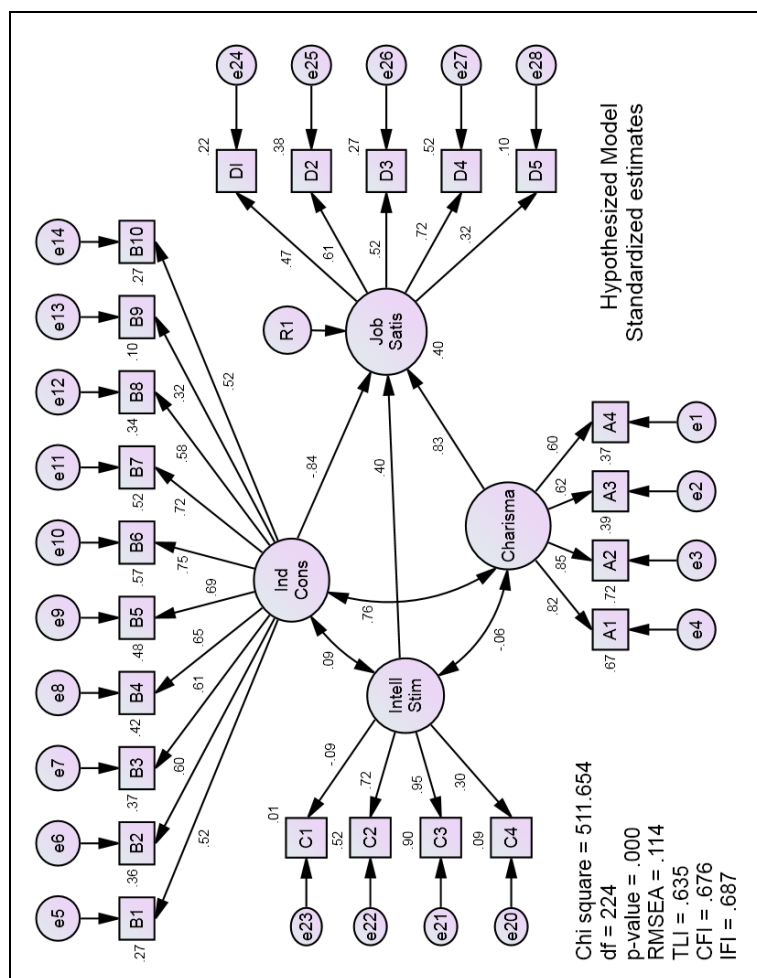 e5 e6 e7 e8 e9 e10 e11 e12 e13 e14
B1 B2 B3 B4 B5 B6 B7 B8 B9 B10
.27 .36 .37 .42 .48 .57 .52 .34 .10 .27
.52 .60 .61 .65 .69 .75 .72 .58 .32 .52
Ind
Cons
R1
Job
Satis
.40
-.84
.40
.83
.09
.76
-.06
.47
.61
.52
.72
.32
.22
DI
e24
.38
D2
e25
.27
D3
e26
.52
D4
e27
.10
D5
e28
Intell
Stim
-.09
.72
.95
.30
.01
e23 C1
.52
e22 C2
.90
e21 C3
.09
e20 C4
Charisma
.82 .85 .62 .60
A1 A2 A3 A4
.67 .72 .39 .37
e4 e3 e2 e1
Chi square = 511.654
df = 224
p-value = .000
RMSEA = .114
TLI = .635
CFI = .676
IFI = .687
Hypothesized Model
Standardized estimates